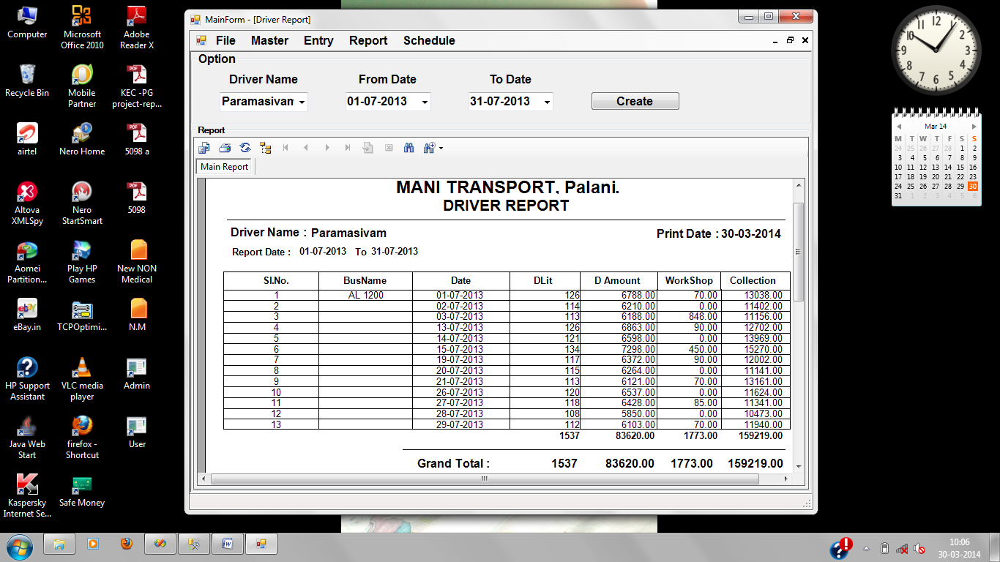 Computer
Microsoft Office 2010
Adobe Reader X
Recycle Bin
Mobile Partner
KEC -PG project-rep...
airtel
Nero Home
5098 a
Altova XMLSpy
Nero StartSmart
5098
Aomei Partition...
Play HP Games
New NON Medical
eBay.in
TCPOptimi...
N.M
HP Support Assistant
VLC media player
Admin
Java Web Start
firefox - Shortcut
User
Kaspersky Internet Se...
Safe Money
MainForm - [Driver Report]
File Master Entry Report Schedule
Option
Driver Name From Date To Date
Paramasivan 01-07-2013 31-07-2013 Create
Report
Main Report
MANI TRANSPORT, Palani.
DRIVER REPORT
Driver Name : Paramasivam Print Date : 30-03-2014
Report Date : 01-07-2013 To 31-07-2013
Sl.No. BusName Date DLit D Amount WorkShop Collection
1 AL 1200 01-07-2013 126 6788.00 70.00 13038.00
2 02-07-2013 114 6210.00 0.00 11402.00
3 03-07-2013 113 6188.00 848.00 11156.00
4 13-07-2013 126 6863.00 90.00 12702.00
5 14-07-2013 121 6598.00 0.00 13969.00
6 15-07-2013 134 7298.00 450.00 15270.00
7 19-07-2013 117 6372.00 90.00 12002.00
8 20-07-2013 115 6264.00 0.00 11141.00
9 21-07-2013 113 6121.00 70.00 13161.00
10 26-07-2013 120 6537.00 0.00 11624.00
11 27-07-2013 118 6428.00 85.00 11341.00
12 28-07-2013 108 5850.00 0.00 10473.00
13 29-07-2013 112 6103.00 70.00 11940.00
1537 83620.00 1773.00 159219.00
Grand Total : 1537 83620.00 1773.00 159219.00
12 1 2 3 4 5 6 7 8 9 10 11
Mar 14
M T W T F S S
24 25 26 27 28 1 2
3 4 5 6 7 8 9
10 11 12 13 14 15 16
17 18 19 20 21 22 23
24 25 26 27 28 29 30
31 1 2 3 4 5 6
10:06
30-03-2014